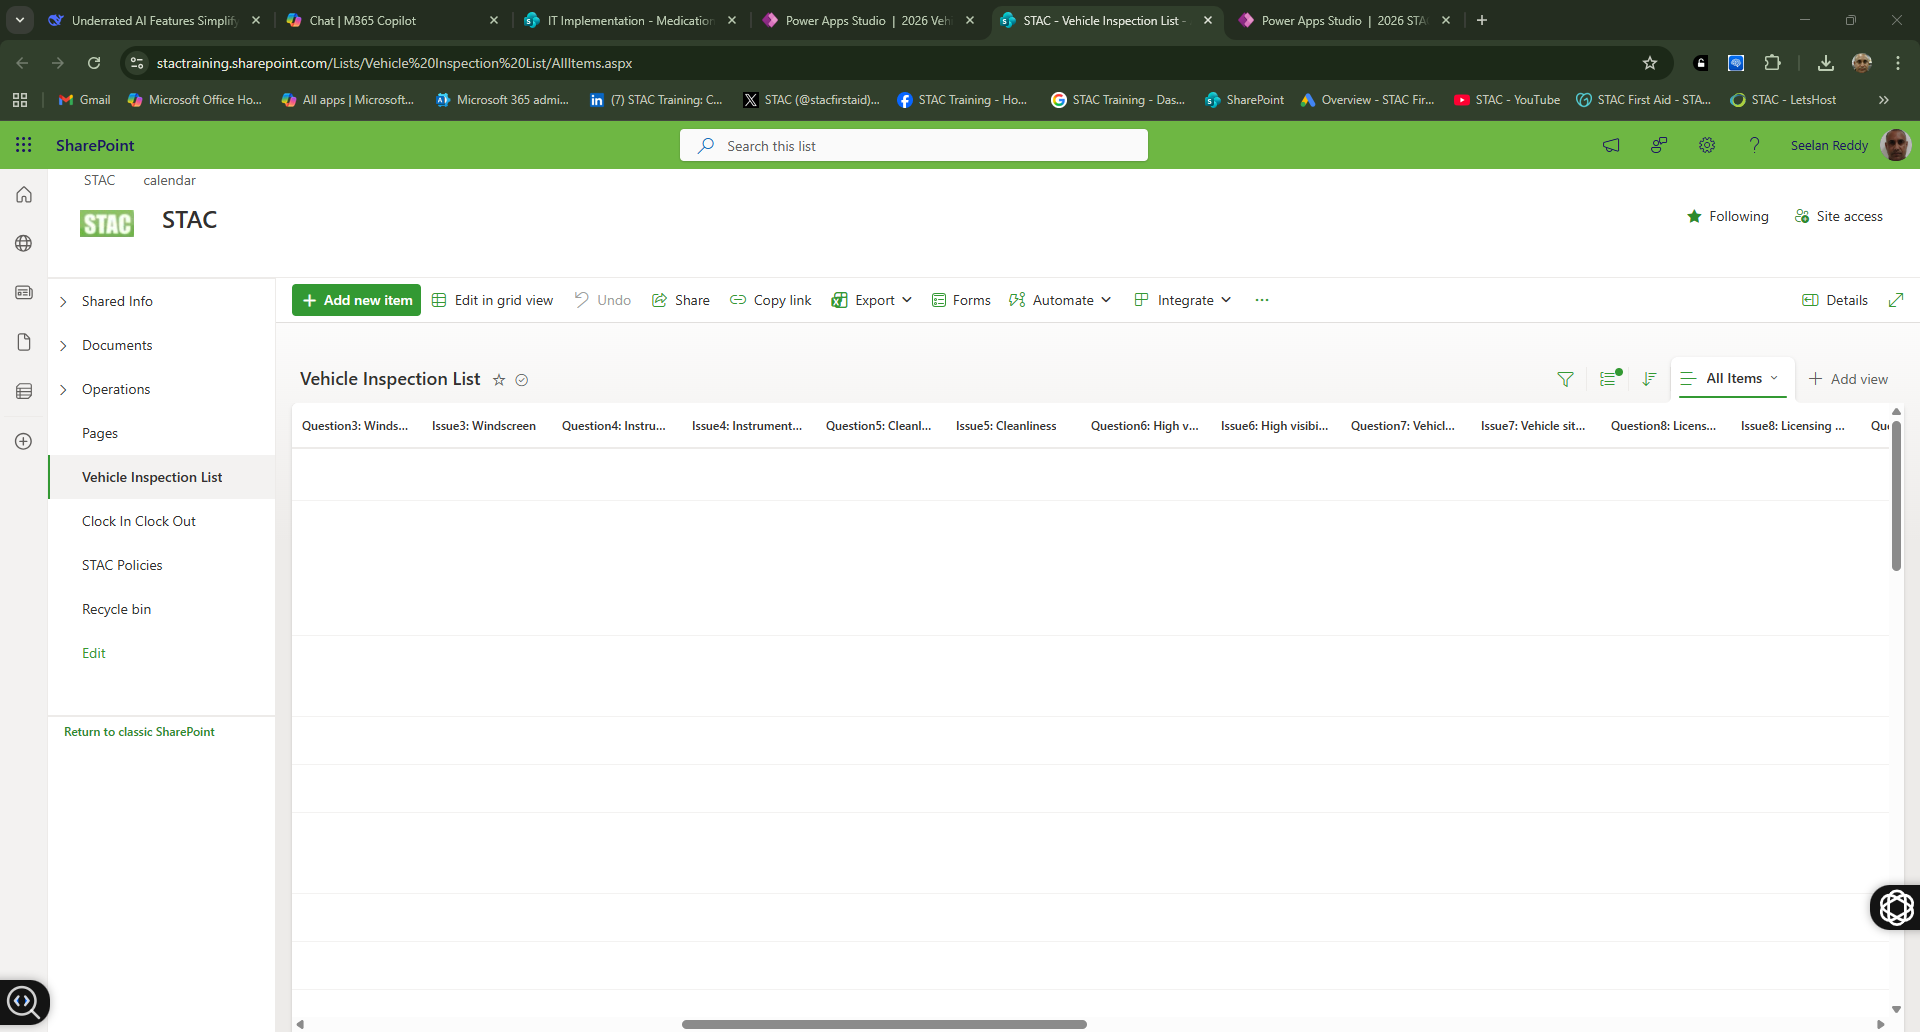 Underrated AI Features Simplify
Chat | M365 Copilot
IT Implementation - Medication
Power Apps Studio | 2026 Vehi
STAC - Vehicle Inspection List -
Power Apps Studio | 2026 STA
stactraining.sharepoint.com/Lists/Vehicle%20Inspection%20List/AllItems.aspx
Gmail
Microsoft Office Ho...
All apps | Microsoft...
Microsoft 365 admi...
(7) STAC Training: C...
STAC (@stacfirstaid)...
STAC Training - Ho...
STAC Training - Das...
SharePoint
Overview - STAC Fir...
STAC - YouTube
STAC First Aid - STA...
STAC - LetsHost
SharePoint
Search this list
Seelan Reddy
STAC
calendar
STAC
STAC
Following
Site access
Shared Info
Documents
Operations
Pages
Vehicle Inspection List
Clock In Clock Out
STAC Policies
Recycle bin
Edit
Return to classic SharePoint
Add new item
Edit in grid view
Undo
Share
Copy link
Export
Forms
Automate
Integrate
Details
Vehicle Inspection List
All Items
Add view
Question3: Winds...
Issue3: Windscreen
Question4: Instru...
Issue4: Instrument...
Question5: Cleanl...
Issue5: Cleanliness
Question6: High v...
Issue6: High visibi...
Question7: Vehicl...
Issue7: Vehicle sit...
Question8: Licens...
Issue8: Licensing ...
Qu